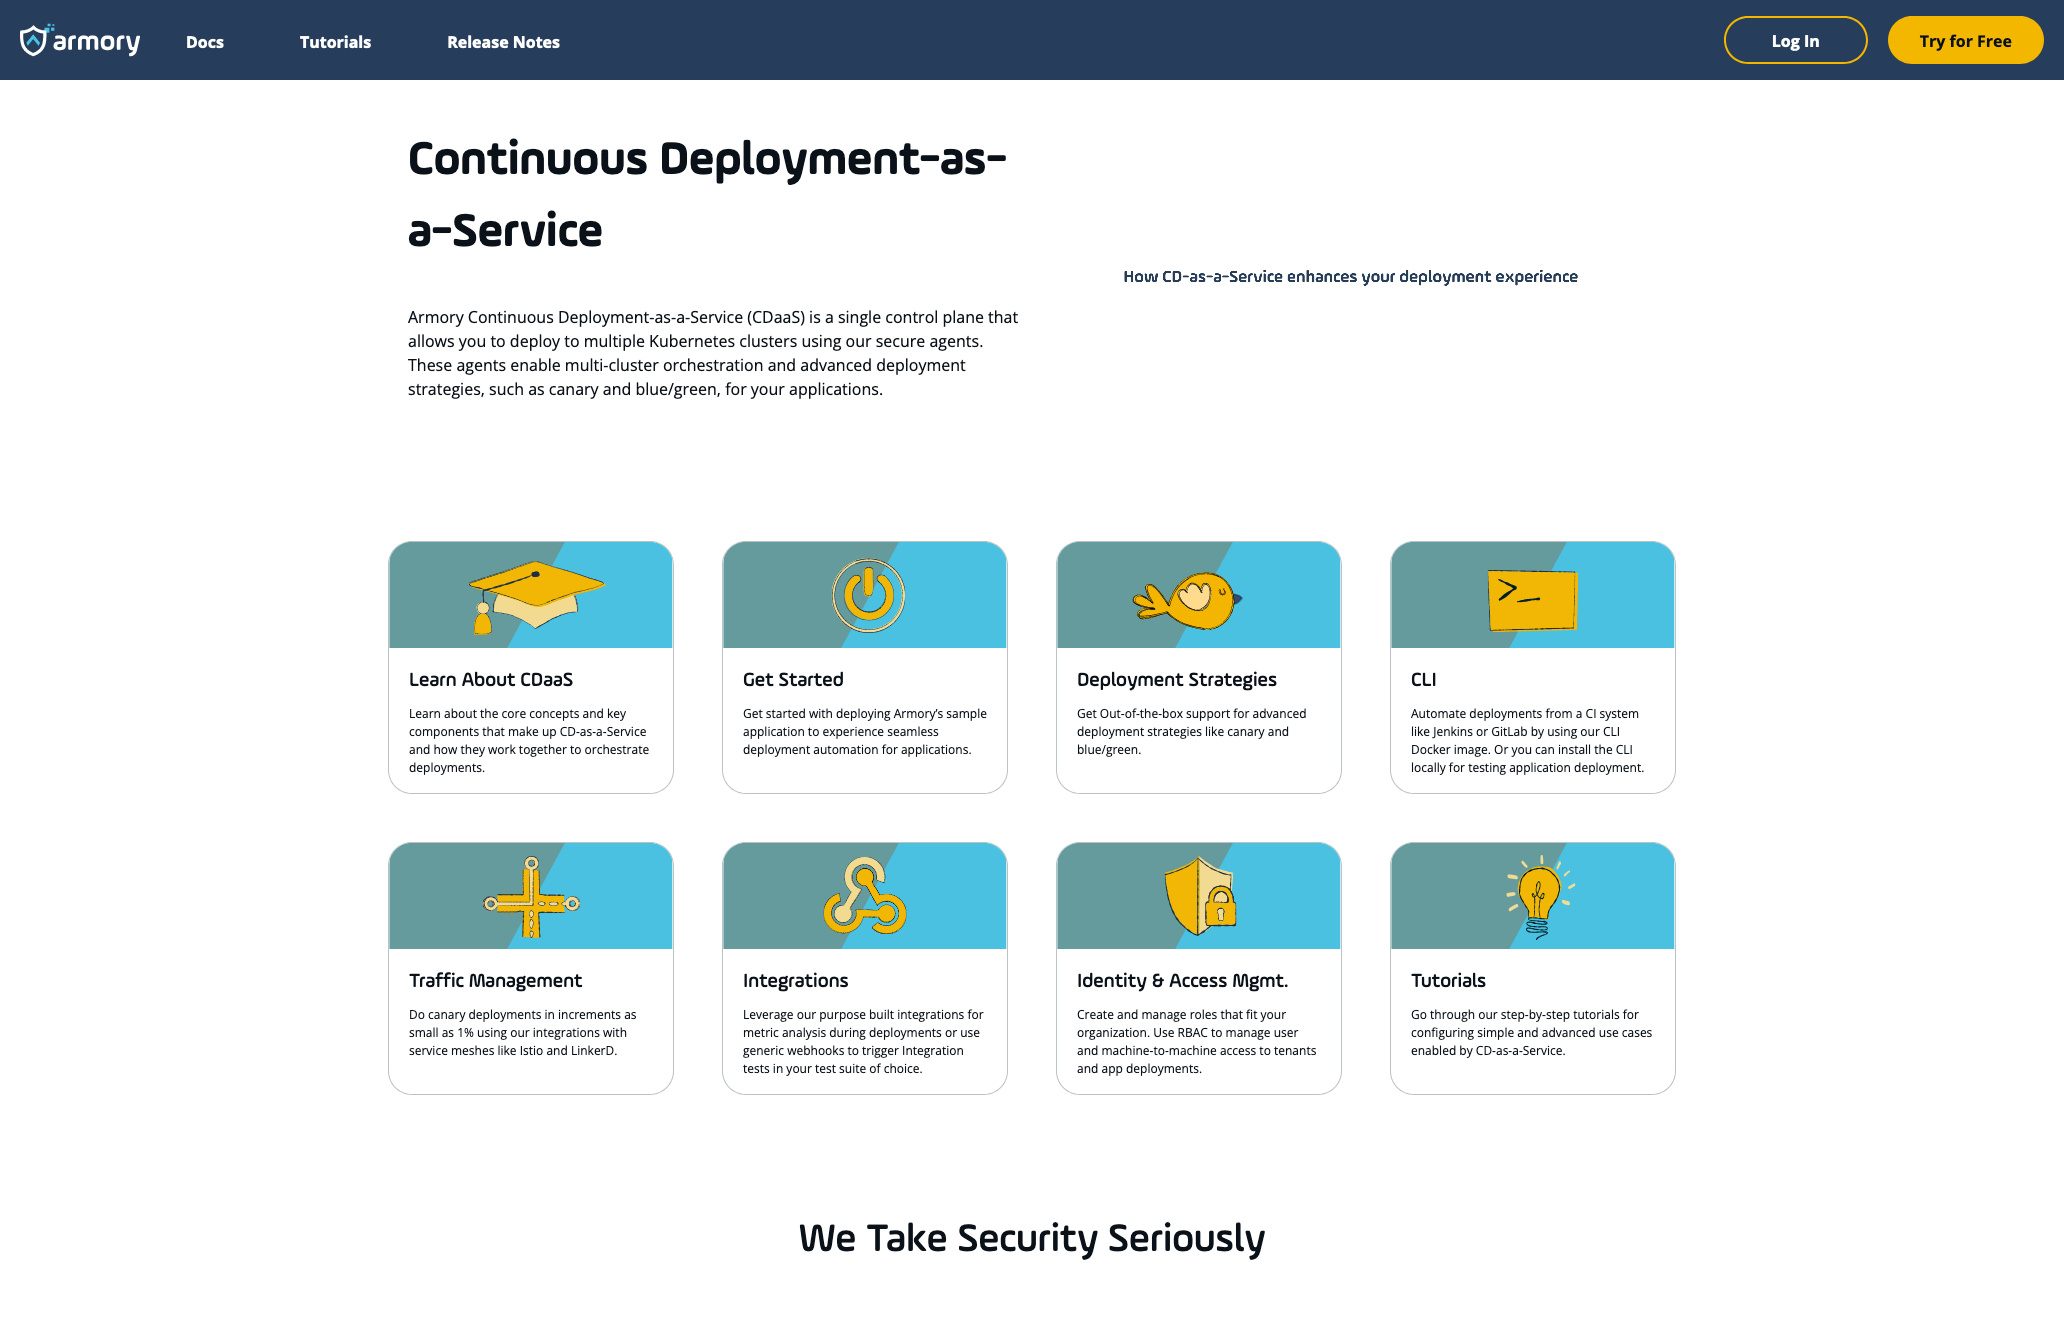 armory
Docs
Tutorials
Release Notes
Log In
Try for Free
Continuous Deployment-as-
a-Service
Armory Continuous Deployment-as-a-Service (CDaaS) is a single control plane that
allows you to deploy to multiple Kubernetes clusters using our secure agents.
These agents enable multi-cluster orchestration and advanced deployment
strategies, such as canary and blue/green, for your applications.
How CD-as-a-Service enhances your deployment experience
Learn About CDaaS
Learn about the core concepts and key
components that make up CD-as-a-Service
and how they work together to orchestrate
deployments.
Get Started
Get started with deploying Armory's sample
application to experience seamless
deployment automation for applications.
Deployment Strategies
Get Out-of-the-box support for advanced
deployment strategies like canary and
blue/green.
>_
CLI
Automate deployments from a CI system
like Jenkins or GitLab by using our CLI
Docker image. Or you can install the CLI
locally for testing application deployment.
Traffic Management
Do canary deployments in increments as
small as 1% using our integrations with
service meshes like Istio and LinkerD.
Integrations
Leverage our purpose built integrations for
metric analysis during deployments or use
generic webhooks to trigger Integration
tests in your test suite of choice.
Identity & Access Mgmt.
Create and manage roles that fit your
organization. Use RBAC to manage user
and machine-to-machine access to tenants
and app deployments.
Tutorials
Go through our step-by-step tutorials for
configuring simple and advanced use cases
enabled by CD-as-a-Service.
We Take Security Seriously